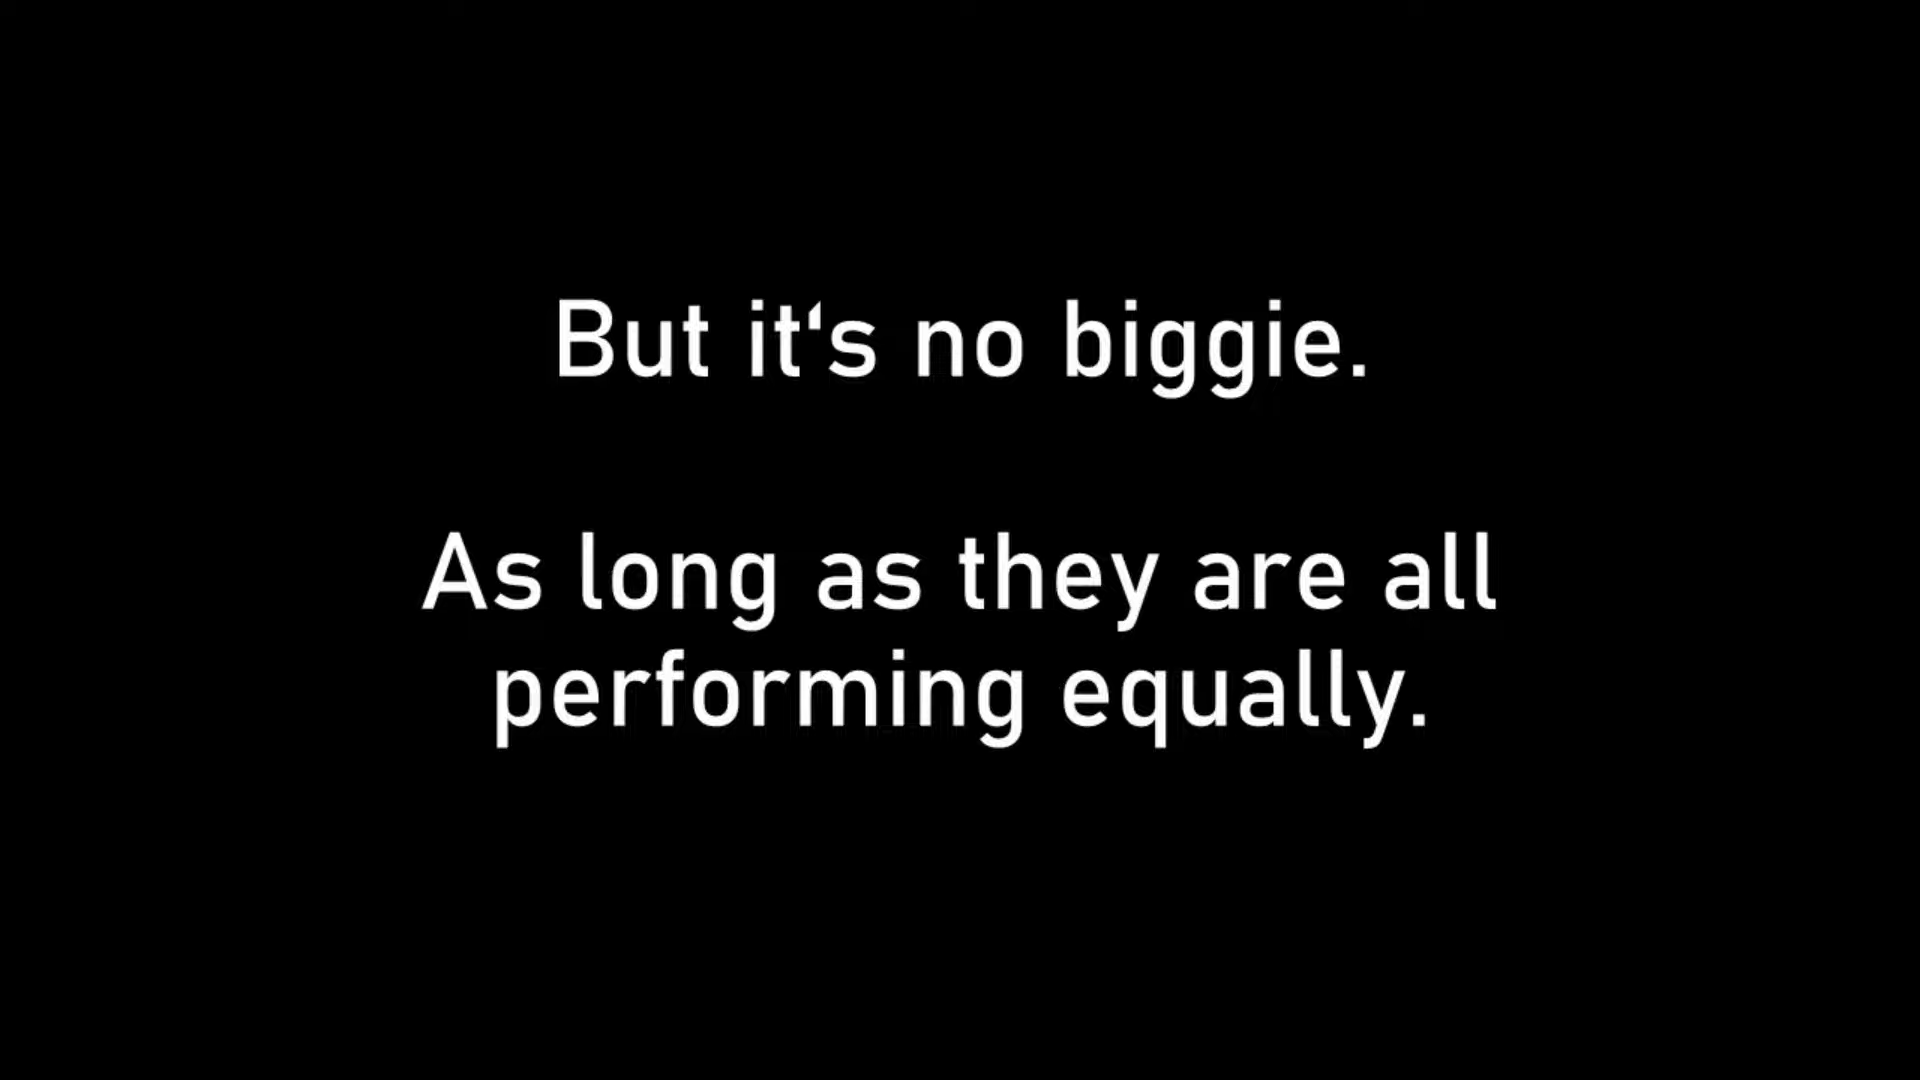 But it‘s no biggie.
As long as they are all
performing equally.